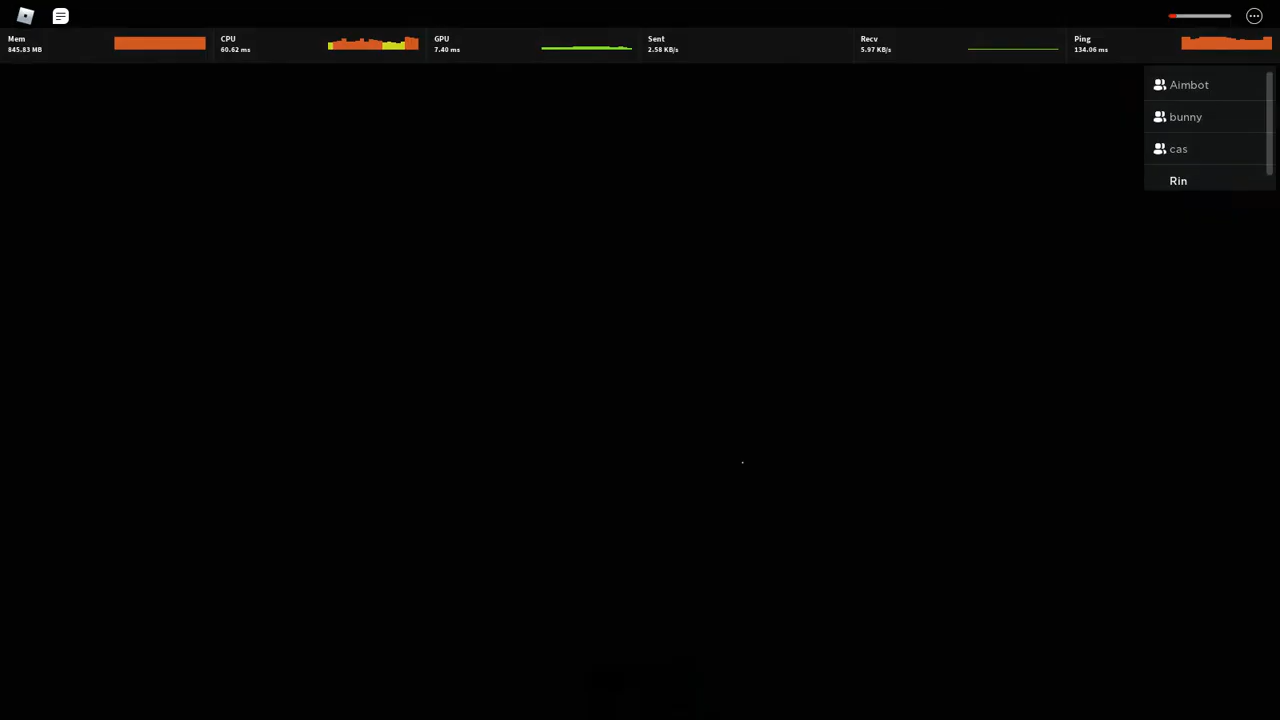 Mem CPU GPU Sent Recv Ping
845.83 MB 60.62 ms 7.40 ms 2.58 KB/s 5.97 KB/s 134.06 ms
Aimbot
bunny
cas
Rin